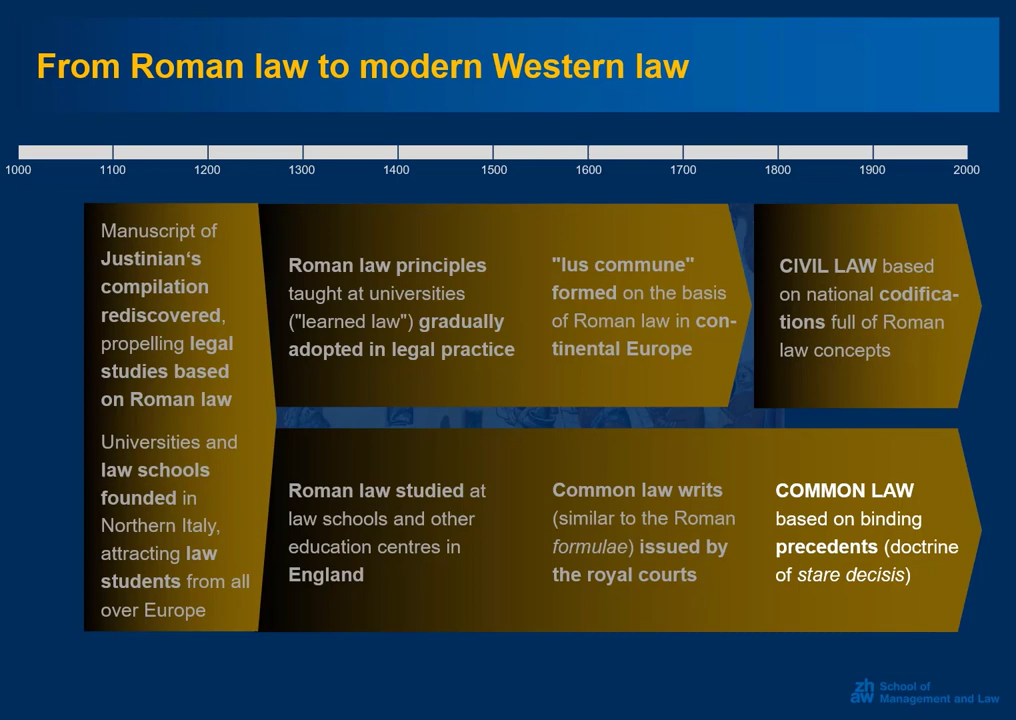 From Roman law to modern Western law
1000 1100 1200 1300 1400 1500 1600 1700 1800 1900 2000
Manuscript of
Justinian‘s
compilation
rediscovered,
propelling legal
studies based
on Roman law
Universities and
law schools
founded in
Northern Italy,
attracting law
students from all
over Europe
Roman law principles
taught at universities
("learned law") gradually
adopted in legal practice
"Ius commune"
formed on the basis
of Roman law in con-
tinental Europe
CIVIL LAW based
on national codifica-
tions full of Roman
law concepts
Roman law studied at
law schools and other
education centres in
England
Common law writs
(similar to the Roman
formulae) issued by
the royal courts
COMMON LAW
based on binding
precedents (doctrine
of stare decisis)
zhaw School of
Management and Law